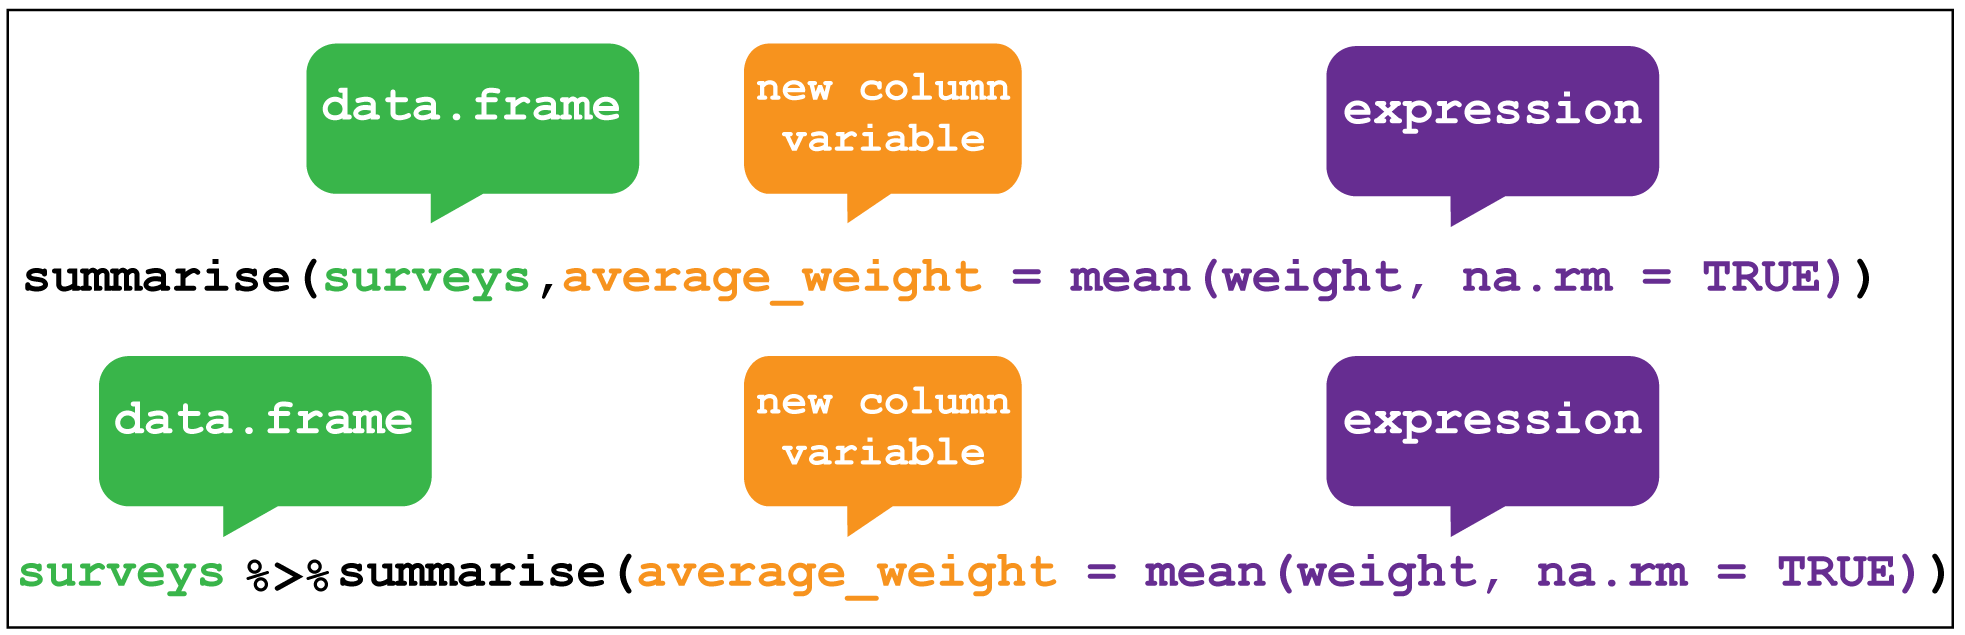 data.frame
new column
variable
expression
summarise(surveys,average_weight = mean(weight, na.rm = TRUE))
data.frame
new column
variable
expression
surveys %>%summarise(average_weight = mean(weight, na.rm = TRUE))